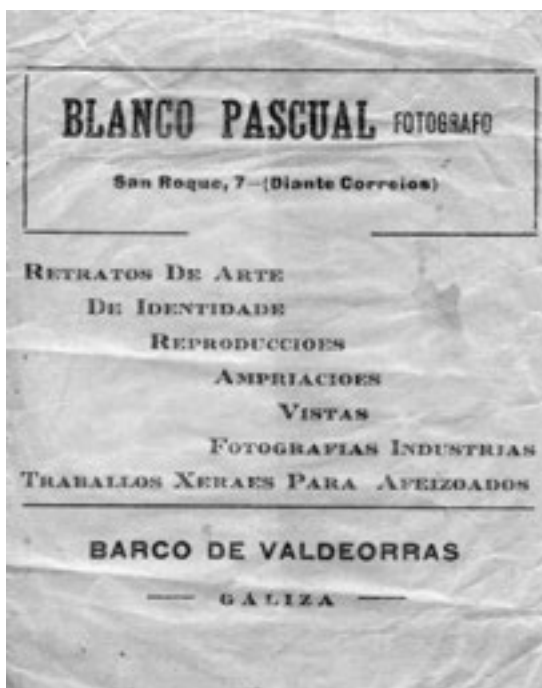 BLANCO PASCUAL FOTOGRAFO
San Roque, 7-(Diante Correios)
RETRATOS DE ARTE
DE IDENTIDADE
REPRODUCCIOES
AMPRIACIOES
VISTAS
FOTOGRAFIAS INDUSTRIAS
TRABALLOS XERAES PARA AFEIZOADOS
BARCO DE VALDEORRAS
GALIZA